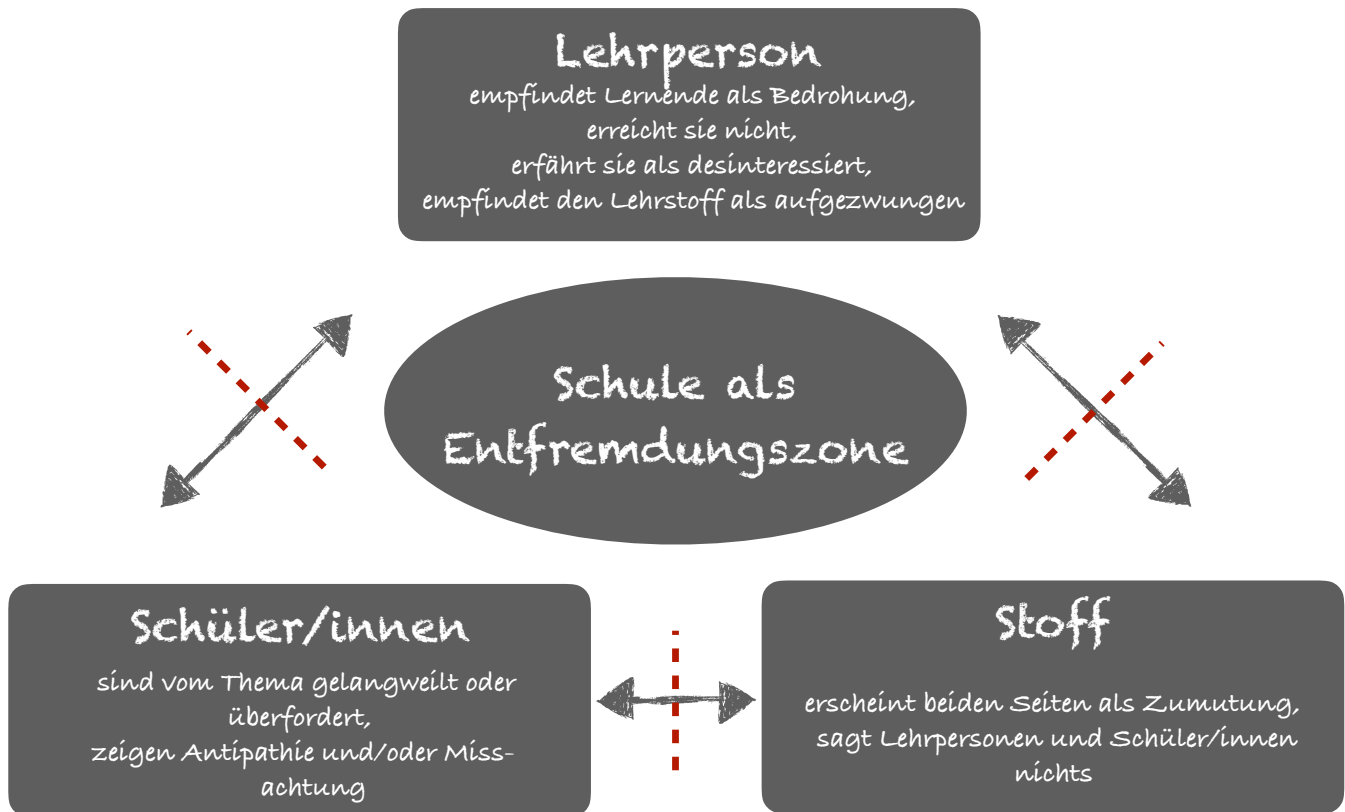 Lehrperson
empfindet Lernende als Bedrohung,
erreicht sie nicht,
erfährt sie als desinteressiert,
empfindet den Lehrstoff als aufgezwungen
Schule als
Entfremdungszone
Schüler/innen
sind vom Thema gelangweilt oder
überfordert,
zeigen Antipathie und/oder Miss-
achtung
Stoff
erscheint beiden Seiten als Zumutung,
sagt Lehrpersonen und Schüler/innen
nichts